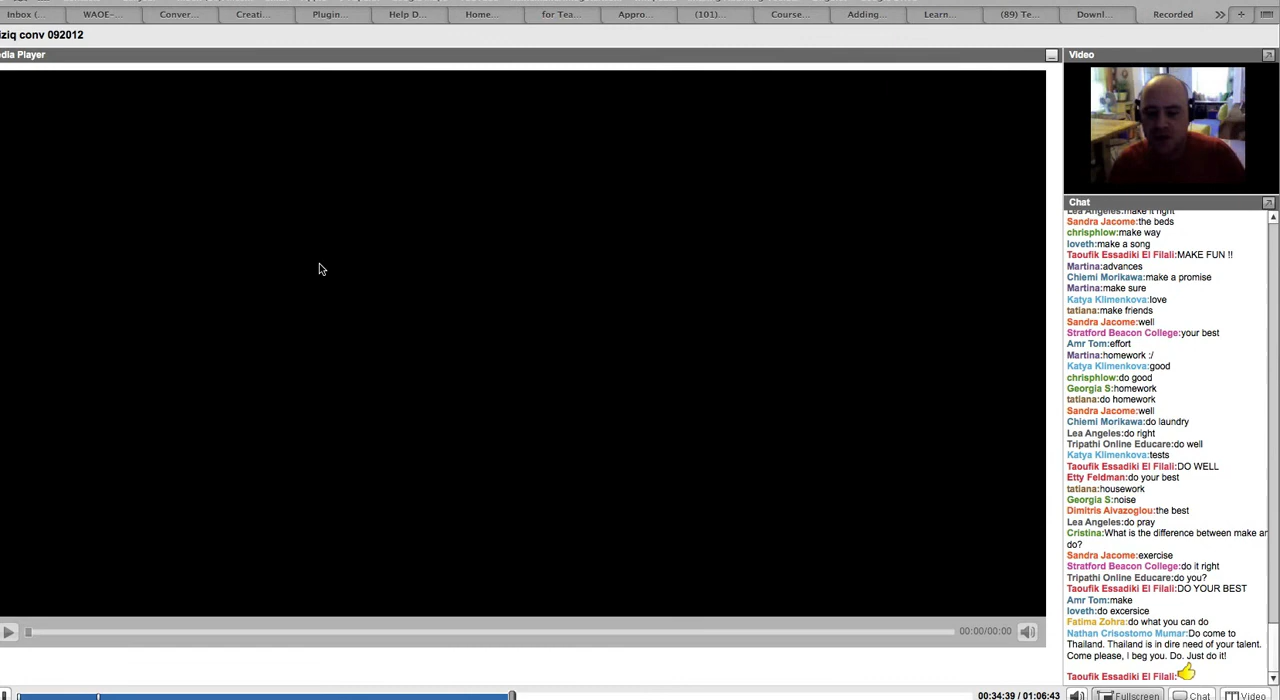 Inbox (... WAOE-... Conver... Creati... Plugin... Help D... Home... for Tea... Appro... (101)... Course... Adding... Learn... (89) Te... Downl... Recorded
ziq conv 092012
dia Player
Video
Chat
Lea Angeles:make it right
Sandra Jacome:the beds
chrisphlow:make way
loveth:make a song
Taoufik Essadiki El Filali:MAKE FUN !!
Martina:advances
Chiemi Morikawa:make a promise
Martina:make sure
Katya Klimenkova:love
tatiana:make friends
Sandra Jacome:well
Stratford Beacon College:your best
Amr Tom:effort
Martina:homework :/
Katya Klimenkova:good
chrisphlow:do good
Georgia S:homework
tatiana:do homework
Sandra Jacome:well
Chiemi Morikawa:do laundry
Lea Angeles:do right
Tripathi Online Educare:do well
Katya Klimenkova:tests
Taoufik Essadiki El Filali:DO WELL
Etty Feldman:do your best
tatiana:housework
Georgia S:noise
Dimitris Aivazoglou:the best
Lea Angeles:do pray
Cristina:What is the difference between make an
do?
Sandra Jacome:exercise
Stratford Beacon College:do it right
Tripathi Online Educare:do you?
Taoufik Essadiki El Filali:DO YOUR BEST
Amr Tom:make
loveth:do excersice
Fatima Zohra:do what you can do
Nathan Crisostomo Mumar:Do come to
Thailand. Thailand is in dire need of your talent.
Come please, I beg you. Do. Just do it!
Taoufik Essadiki El Filali:
00:00/00:00
00:34:39 / 01:06:43 Fullscreen Chat Video